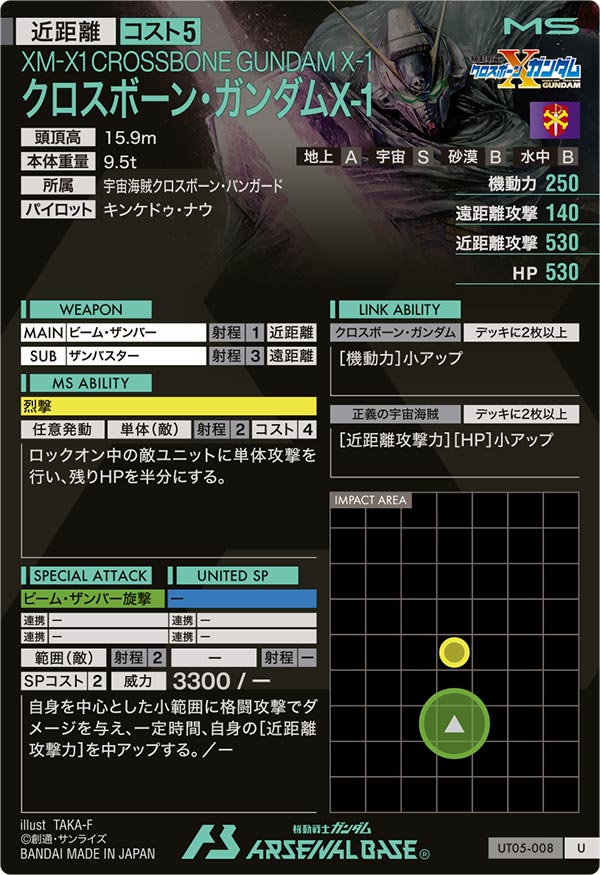 近距離 コスト5 MS
XM-X1 CROSSBONE GUNDAM X-1
クロスボーン・ガンダムX-1
クロスボーン・ガンダム
X
GUNDAM
頭頂高 15.9m
本体重量 9.5t
所属 宇宙海賊クロスボーン・バンガード
パイロット キンケドゥ・ナウ
地上 A 宇宙 S 砂漠 B 水中 B
機動力 250
遠距離攻撃 140
近距離攻撃 530
HP 530
WEAPON
MAIN ビーム・ザンバー 射程 1 近距離
SUB ザンバスター 射程 3 遠距離
MS ABILITY
烈撃
任意発動 単体(敵) 射程 2 コスト 4
ロックオン中の敵ユニットに単体攻撃を
行い、残りHPを半分にする。
SPECIAL ATTACK UNITED SP
ビーム・ザンバー旋撃 ー
連携 ー 連携 ー
連携 ー 連携 ー
範囲(敵) 射程 2 ー 射程 ー
SPコスト 2 威力 3300 / ー
自身を中心とした小範囲に格闘攻撃でダ
メージを与え、一定時間、自身の[近距離
攻撃力]を中アップする。/ー
LINK ABILITY
クロスボーン・ガンダム デッキに2枚以上
[機動力]小アップ
正義の宇宙海賊 デッキに2枚以上
[近距離攻撃力][HP]小アップ
IMPACT AREA
illust TAKA-F
©創通・サンライズ
BANDAI MADE IN JAPAN
機動戦士ガンダム
AB ARSENAL BASE®
UT05-008 U